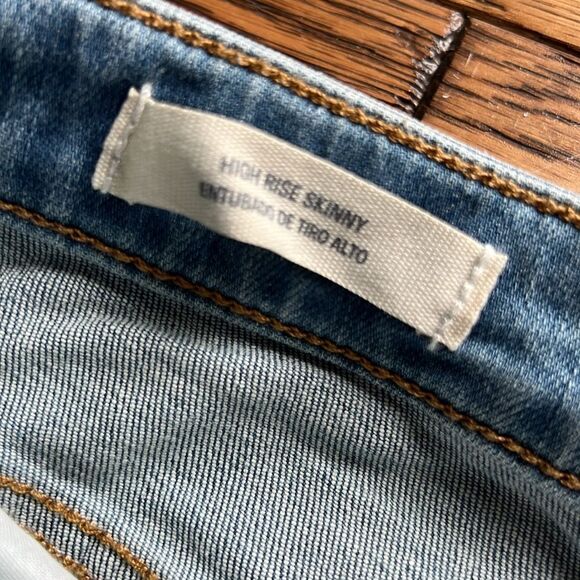 HIGH RISE SKINNY
ENTUBADO DE TIRO ALTO